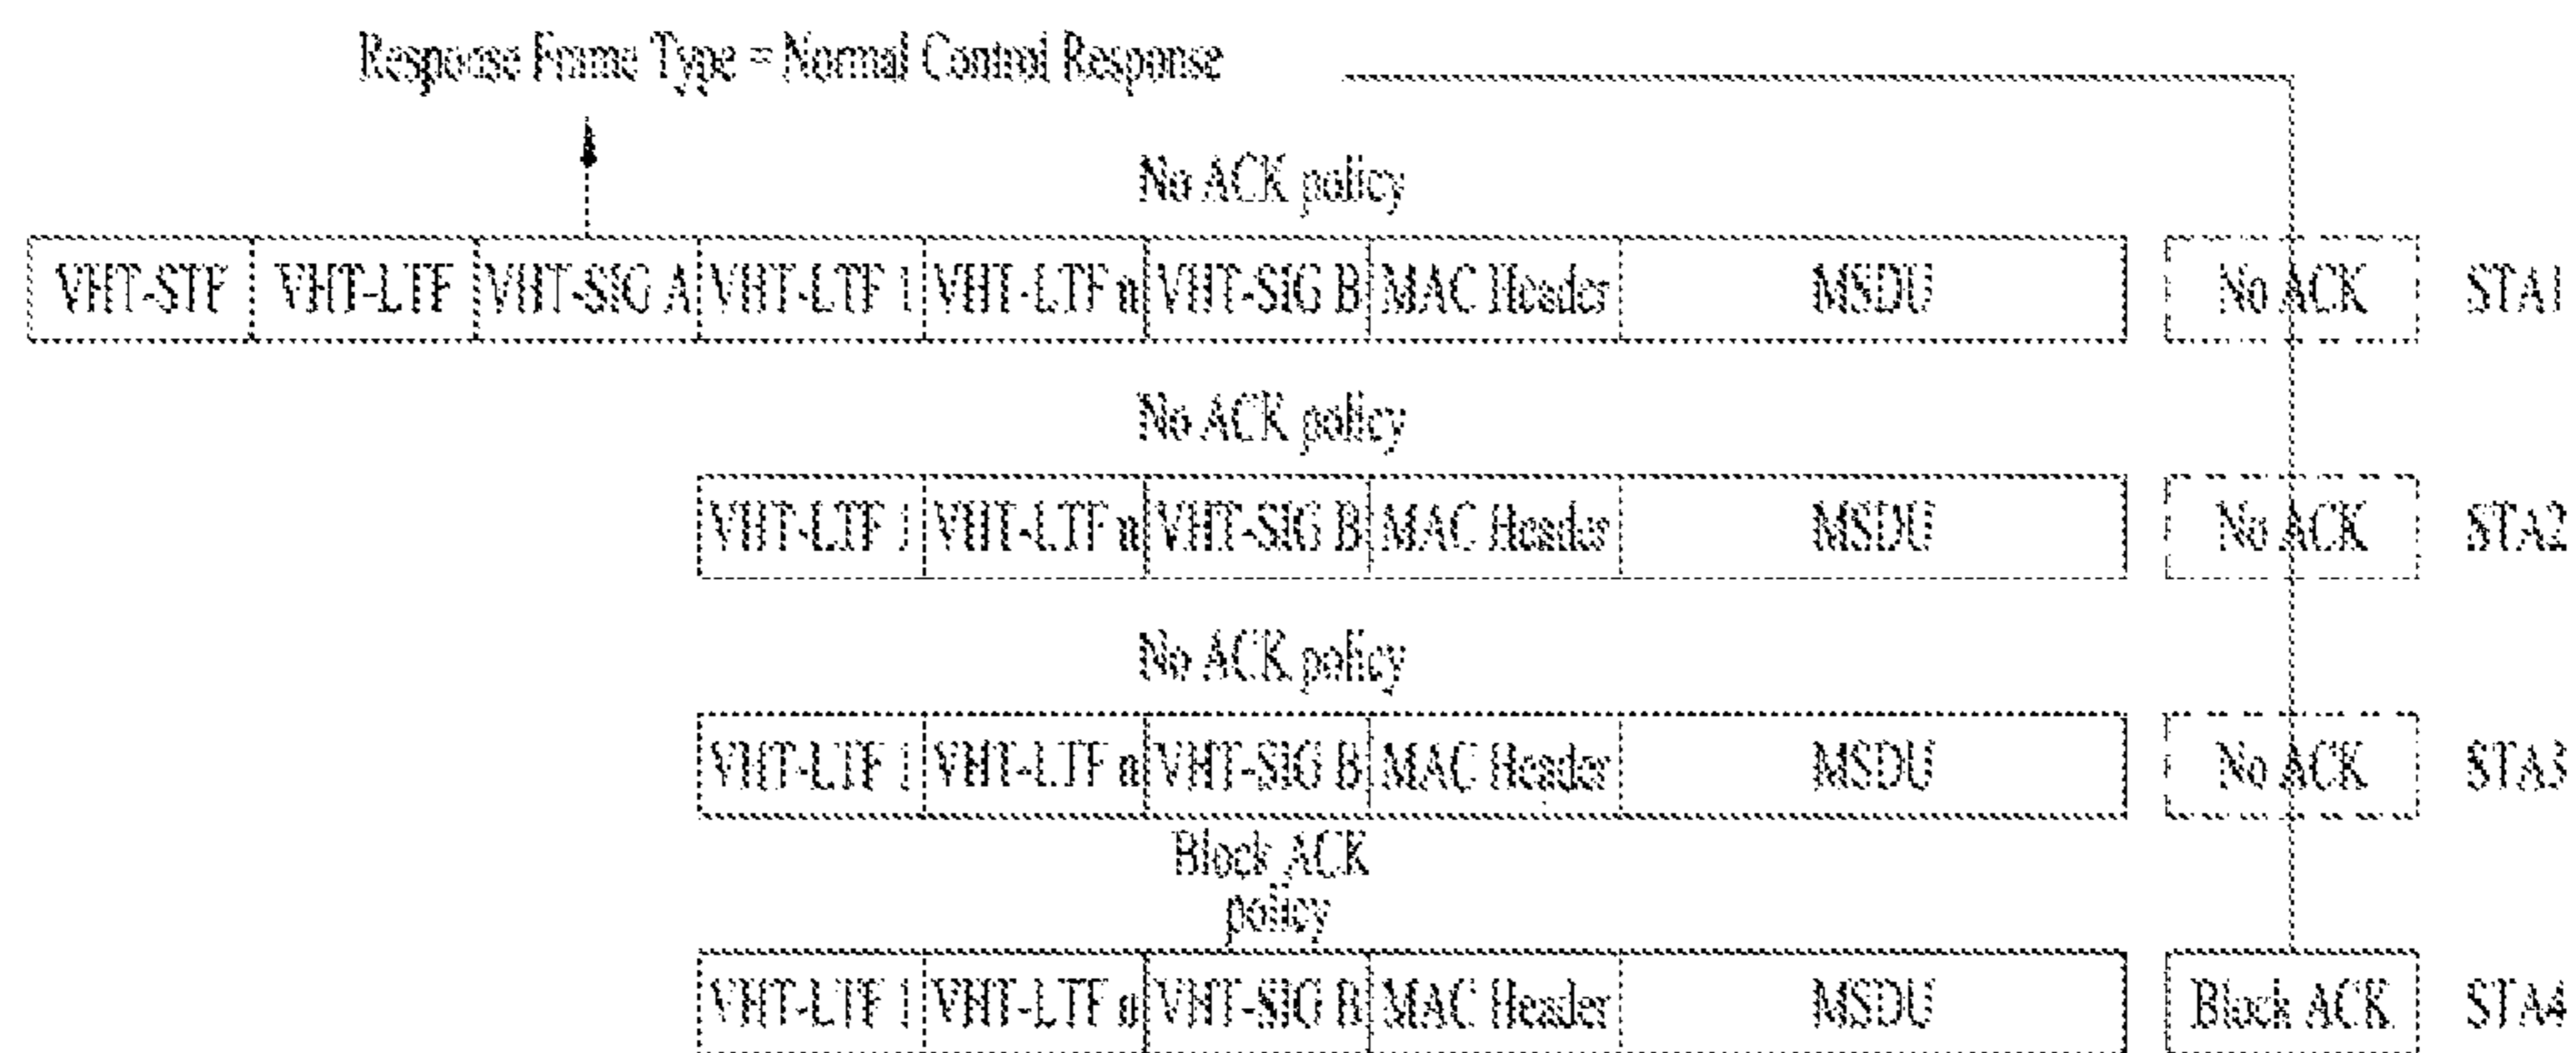 Response Frame Type = Normal Control Response
No ACK policy
VHT-STF VHT-LTF VHT-SIG A VHT-LTF 1 VHT-LTF n VHT-SIG B MAC Header MSDU No ACK STA1
No ACK policy
VHT-LTF 1 VHT-LTF n VHT-SIG B MAC Header MSDU No ACK STA2
No ACK policy
VHT-LTF 1 VHT-LTF n VHT-SIG B MAC Header MSDU No ACK STA3
Block ACK
policy
VHT-LTF 1 VHT-LTF n VHT-SIG B MAC Header MSDU Block ACK STA4